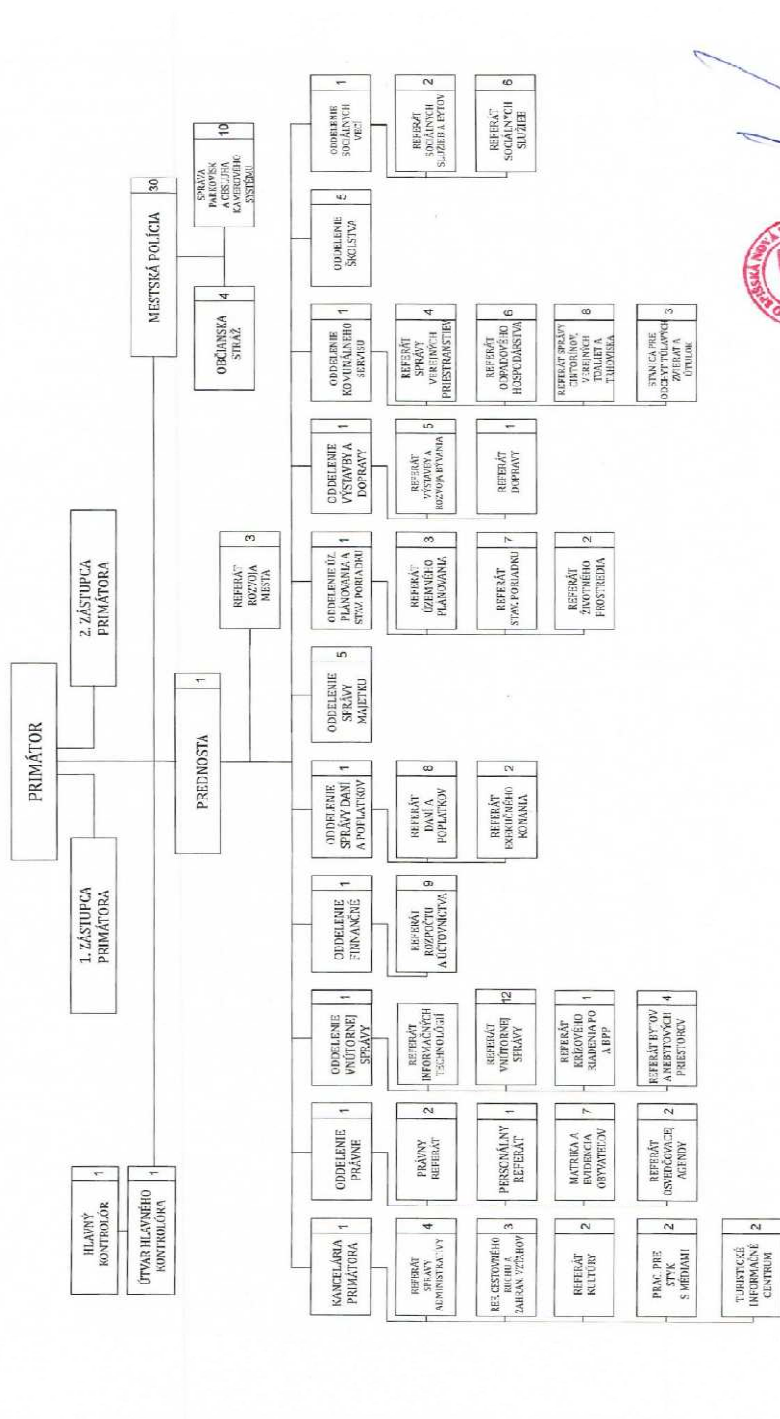 PRIMÁTOR
1. ZÁSTUPCA
PRIMÁTORA
2. ZÁSTUPCA
PRIMÁTORA
HLAVNÝ
KONTROLÓR
1
ÚTVAR HLAVNÉHO
KONTROLÓRA
1
PREDNOSTA
1
MESTSKÁ POLÍCIA
30
OBČIANSKA
STRÁŽ
4
SPRÁVA
PARKOVÍSK
A OBSLUHA
KAMEROVÉHO
SYSTÉMU
10
REFERÁT
ROZVOJA
MESTA
3
KANCELÁRIA
PRIMÁTORA
1
REFERÁT
SPRÁVY
ADMINISTRATÍVY
4
REF. CESTOVNÉHO
RUCHU A
ZAHRAN. VZŤAHOV
3
REFERÁT
KULTÚRY
2
PRAC. PRE
STYK
S MÉDIAMI
2
TURISTICKÉ
INFORMAČNÉ
CENTRUM
2
ODDELENIE
PRÁVNE
1
PRÁVNY
REFERÁT
2
PERSONÁLNY
REFERÁT
1
MATRIKA A
EVIDENCIA
OBYVATEĽOV
7
REFERÁT
OSVEDČOVACEJ
AGENDY
2
ODDELENIE
VNÚTORNEJ
SPRÁVY
1
REFERÁT
INFORMAČNÝCH
TECHNOLÓGIÍ
REFERÁT
VNÚTORNEJ
SPRÁVY
12
REFERÁT
KRÍZOVÉHO
RIADENIA PO
A BPP
1
REFERÁT BYTOV
A NEBYTOVÝCH
PRIESTOROV
4
ODDELENIE
FINANČNÉ
1
REFERÁT
ROZPOČTU
A ÚČTOVNÍCTVA
9
ODDELENIE
SPRÁVY DANÍ
A POPLATKOV
1
REFERÁT
DANÍ A
POPLATKOV
8
REFERÁT
EXEKUČNÉHO
KONANIA
2
ODDELENIE
SPRÁVY
MAJETKU
5
ODDELENIE ÚZ.
PLÁNOVANIA A
STAV. PORIADKU
1
REFERÁT
ÚZEMNÉHO
PLÁNOVANIA
3
REFERÁT
STAV. PORIADKU
7
REFERÁT
ŽIVOTNÉHO
PROSTREDIA
2
ODDELENIE
VÝSTAVBY A
DOPRAVY
1
REFERÁT
VÝSTAVBY A
ROZVOJA BÝVANIA
5
REFERÁT
DOPRAVY
1
ODDELENIE
KOMUNÁLNEHO
SERVISU
1
REFERÁT
SPRÁVY
VEREJNÝCH
PRIESTRANSTIEV
4
REFERÁT
ODPADOVÉHO
HOSPODÁRSTVA
6
REFERÁT SPRÁVY
CINTORÍNOV,
VEREJNÝCH
TOALIET A
TRHOVISKA
8
STANICA PRE
ODCHYT TÚLAVÝCH
ZVIERAT A
ÚTULOK
3
ODDELENIE
ŠKOLSTVA
ODDELENIE
SOCIÁLNYCH
VECÍ
1
REFERÁT
SOCIÁLNYCH
SLUŽIEB A BYTOV
2
REFERÁT
SOCIÁLNYCH
SLUŽIEB
6
SPIŠSKÁ NOVÁ